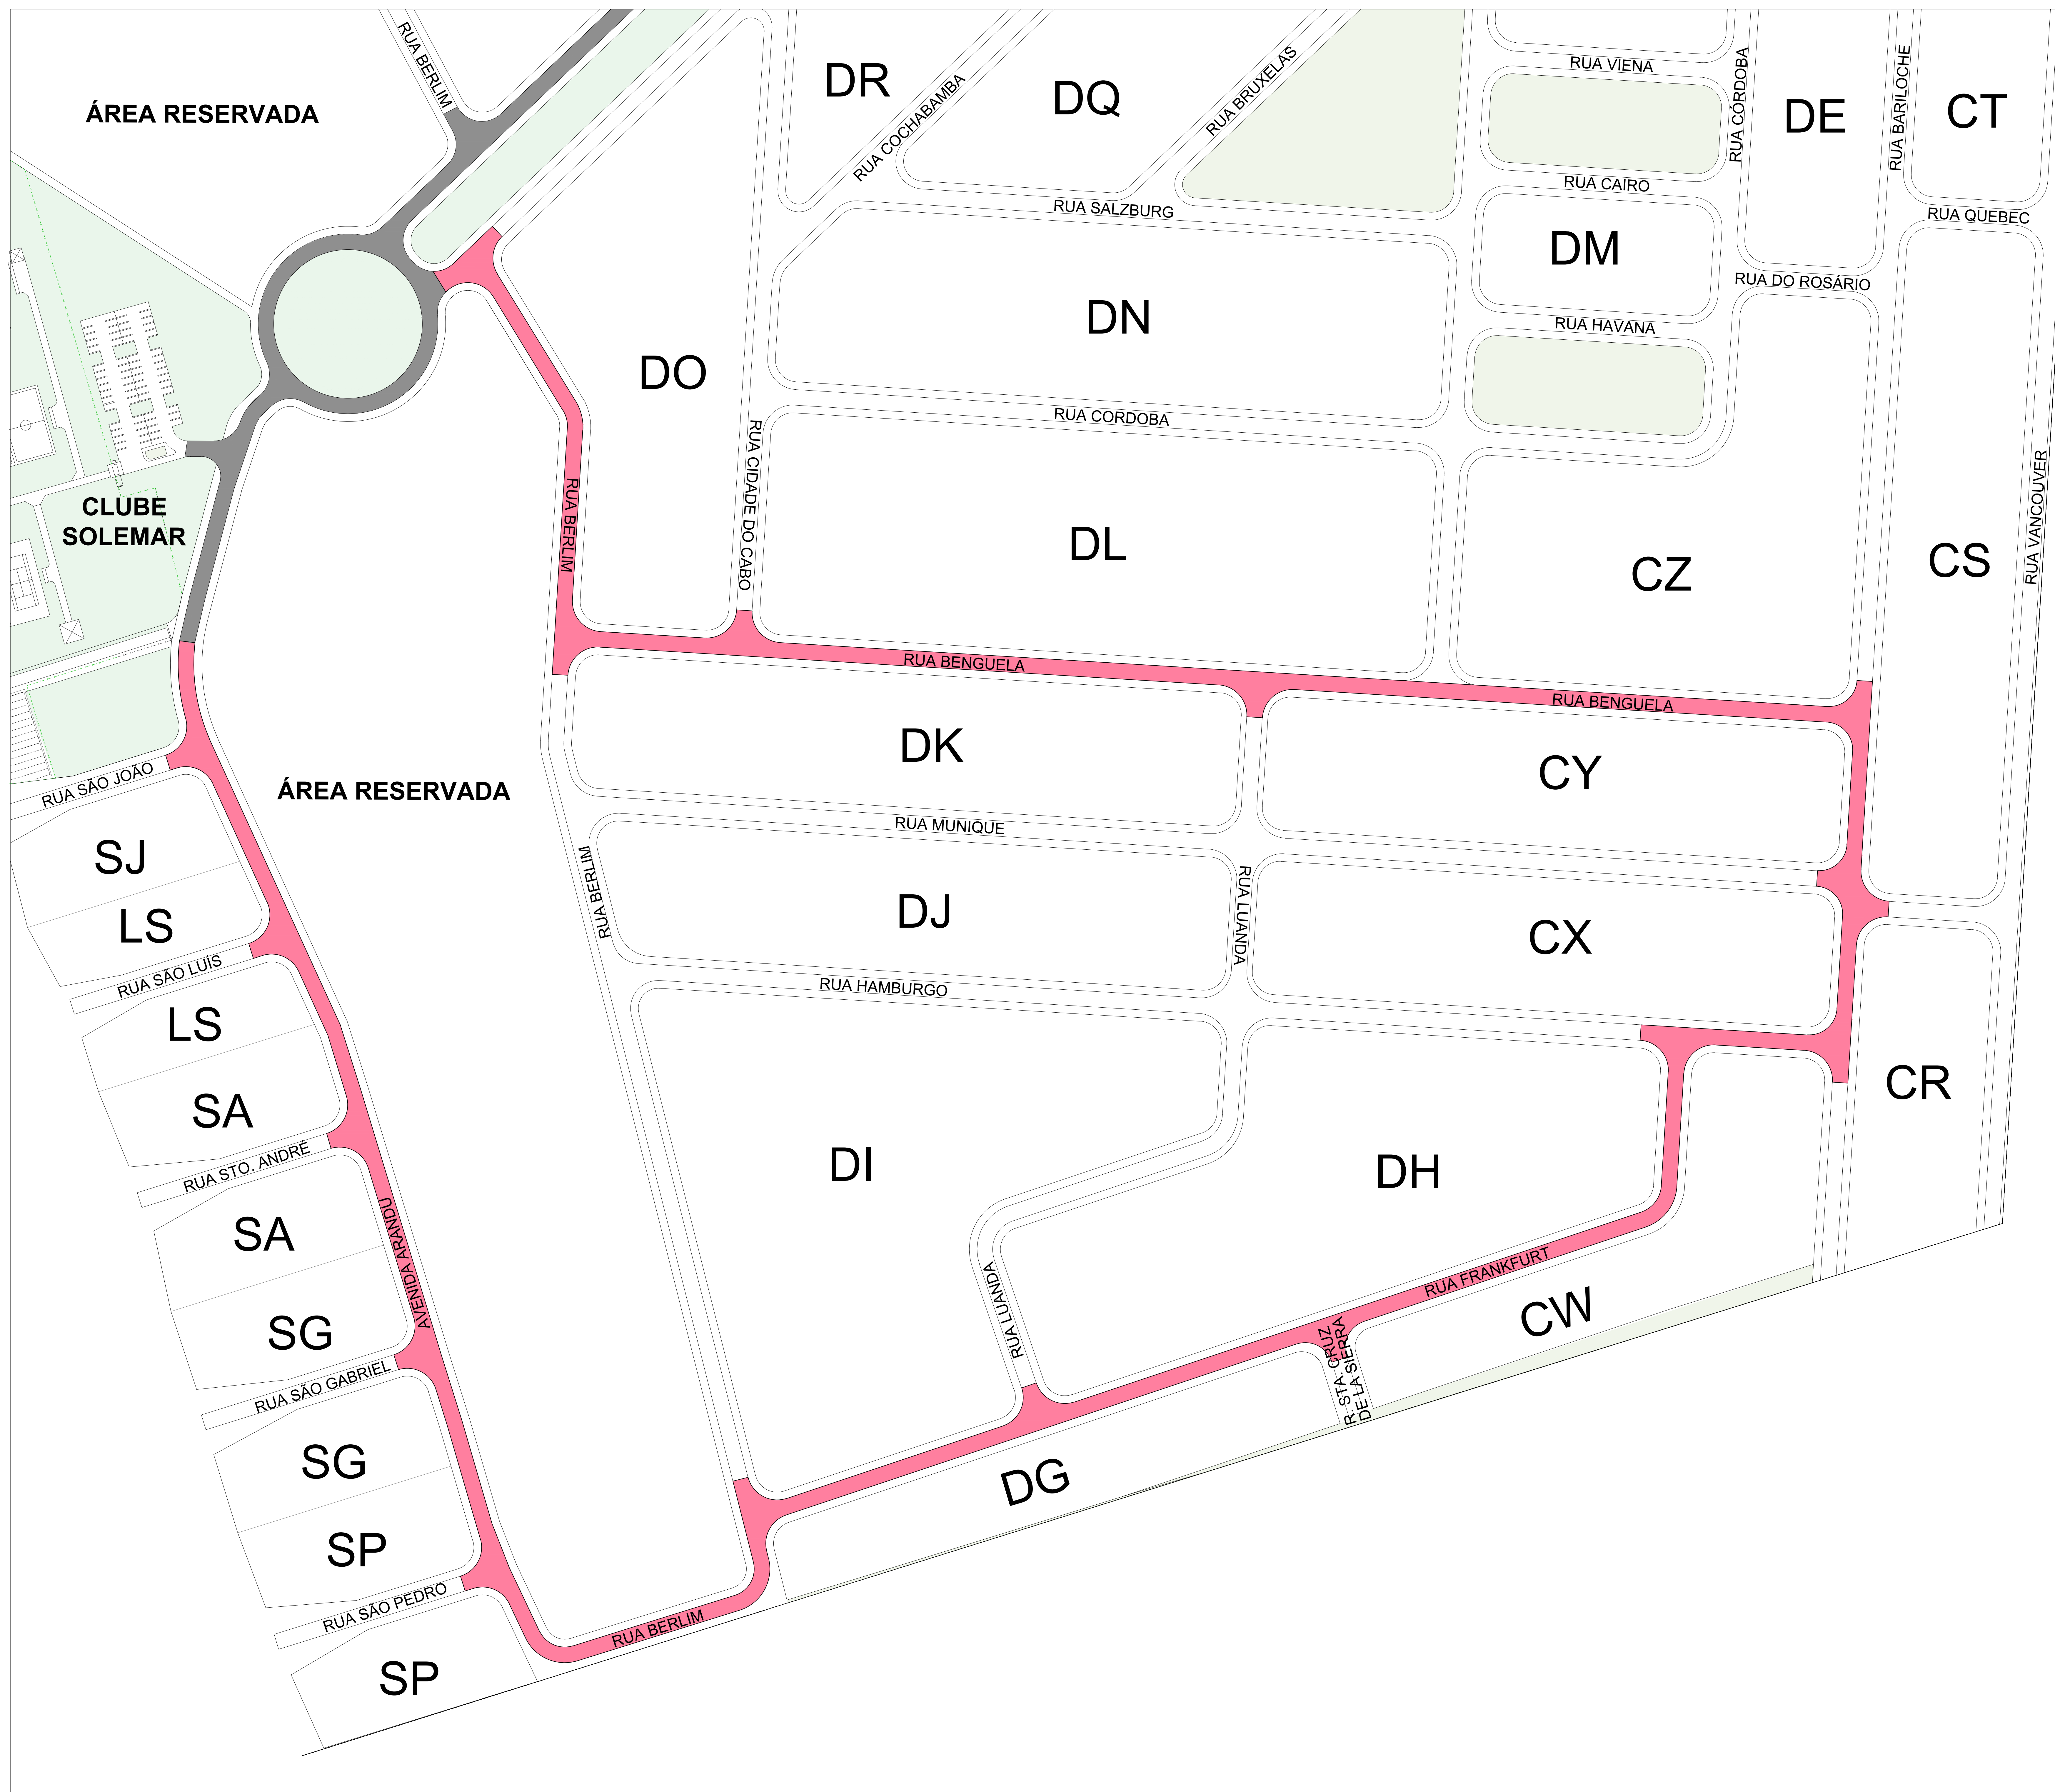 RUA BERLIM
ÁREA RESERVADA
DR
RUA COCHABAMBA
DQ
RUA BRUXELAS
RUA VIENA
RUA CÓRDOBA
DE
RUA BARILOCHE
CT
RUA CAIRO
RUA SALZBURG
RUA QUEBEC
DM
RUA DO ROSÁRIO
DN
RUA HAVANA
DO
RUA CORDOBA
RUA CIDADE DO CABO
RUA BERLIM
CLUBE
SOLEMAR
DL
CZ
CS
RUA VANCOUVER
RUA BENGUELA
RUA BENGUELA
DK
CY
RUA SÃO JOÃO
ÁREA RESERVADA
RUA MUNIQUE
SJ
LS
RUA BERLIM
DJ
RUA LUANDA
CX
RUA SÃO LUÍS
RUA HAMBURGO
LS
SA
CR
RUA STO. ANDRÉ
DI
DH
SA
AVENIDA ARANDU
RUA LUANDA
RUA FRANKFURT
CW
SG
R. STA. CRUZ
DE LA SIERRA
RUA SÃO GABRIEL
SG
DG
SP
RUA SÃO PEDRO
RUA BERLIM
SP